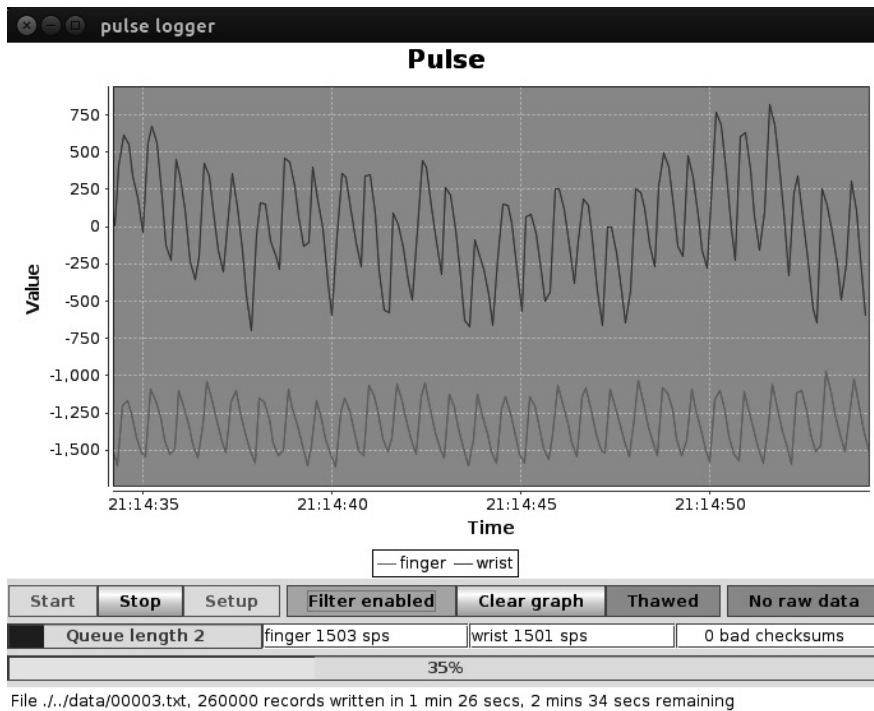 pulse logger
Pulse
750
500
250
0
-250
-500
-750
-1,000
-1,250
-1,500
Value
21:14:35 21:14:40 21:14:45 21:14:50
Time
finger wrist
Start Stop Setup Filter enabled Clear graph Thawed No raw data
Queue length 2 finger 1503 sps wrist 1501 sps 0 bad checksums
35%
File ./../data/00003.txt, 260000 records written in 1 min 26 secs, 2 mins 34 secs remaining